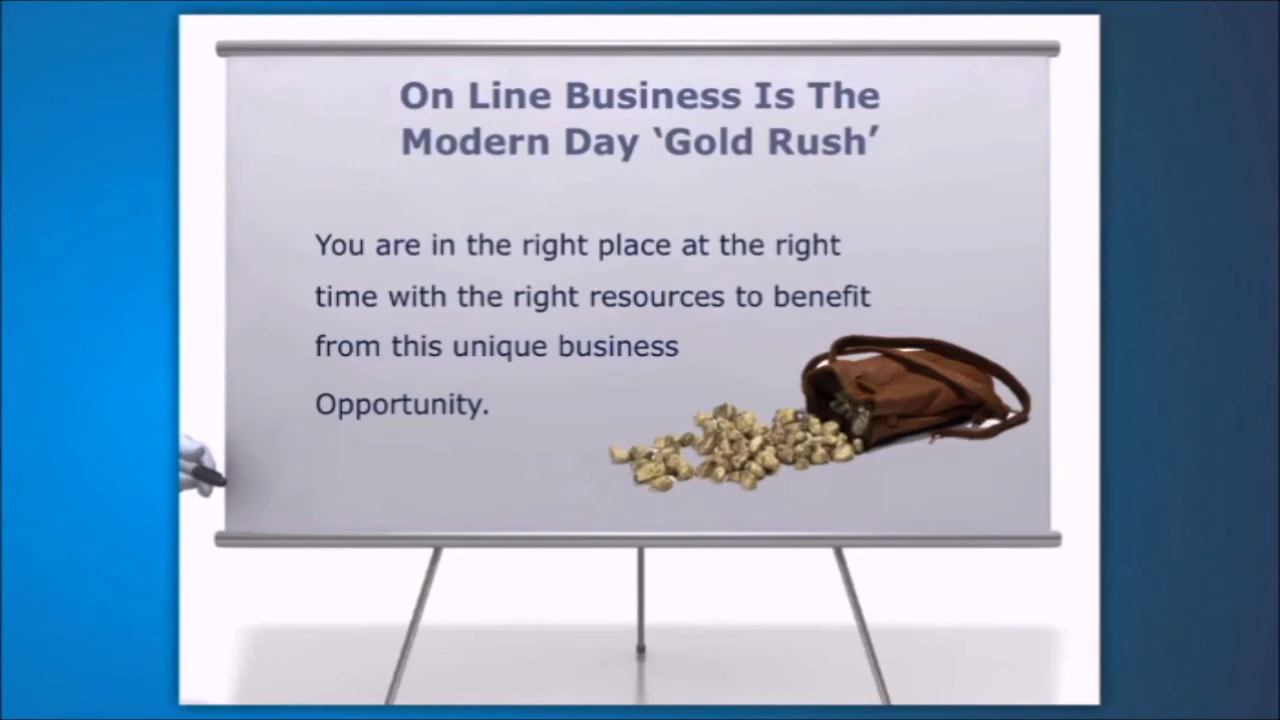 On Line Business Is The
Modern Day ‘Gold Rush’
You are in the right place at the right
time with the right resources to benefit
from this unique business
Opportunity.